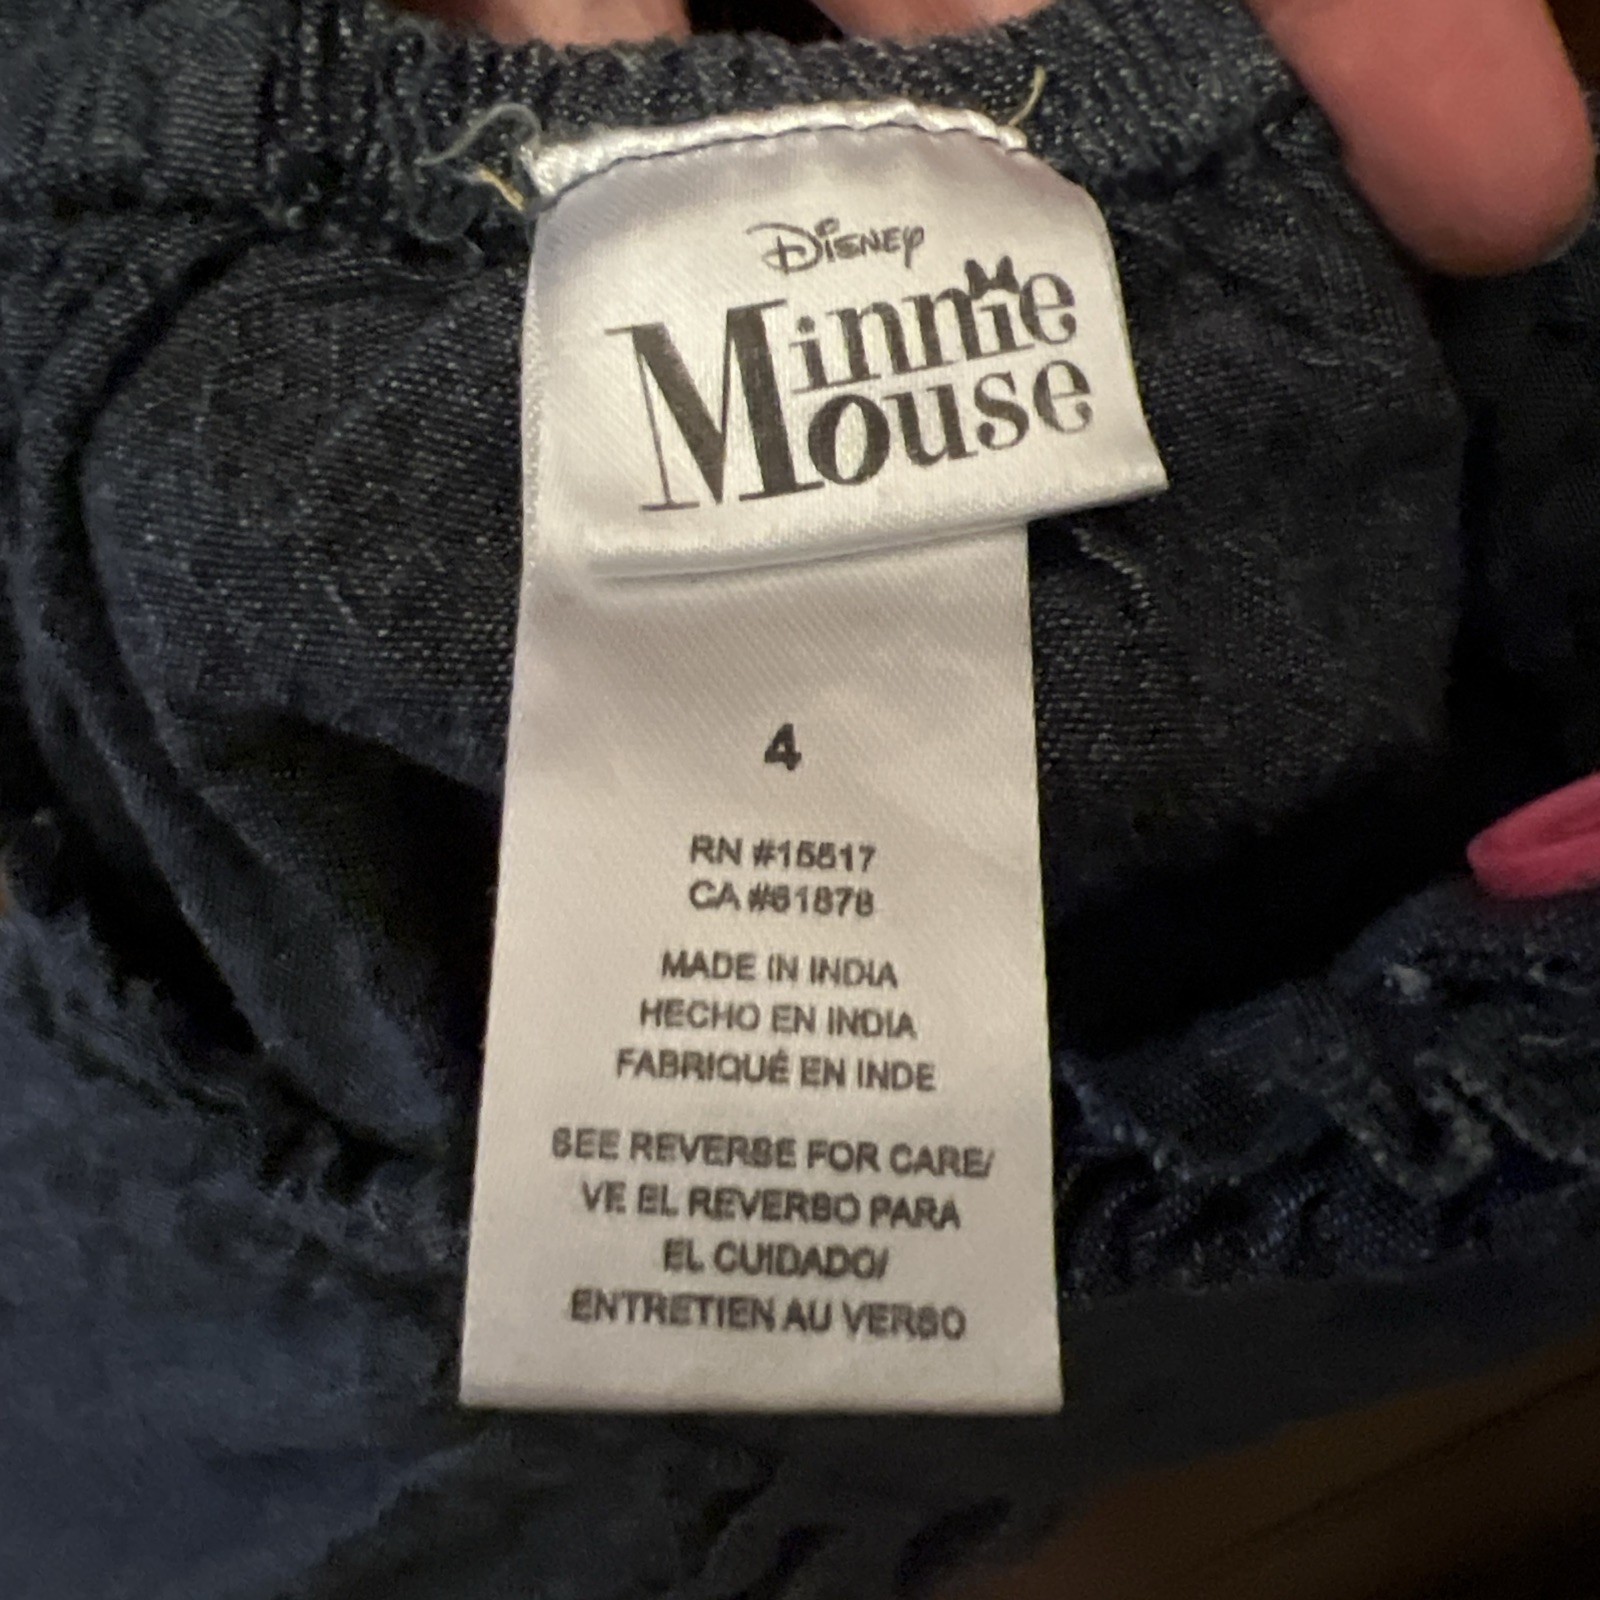 Disney
Minnie
Mouse
4
RN #15517
CA #61878
MADE IN INDIA
HECHO EN INDIA
FABRIQUÉ EN INDE
SEE REVERSE FOR CARE/
VE EL REVERSO PARA
EL CUIDADO/
ENTRETIEN AU VERSO